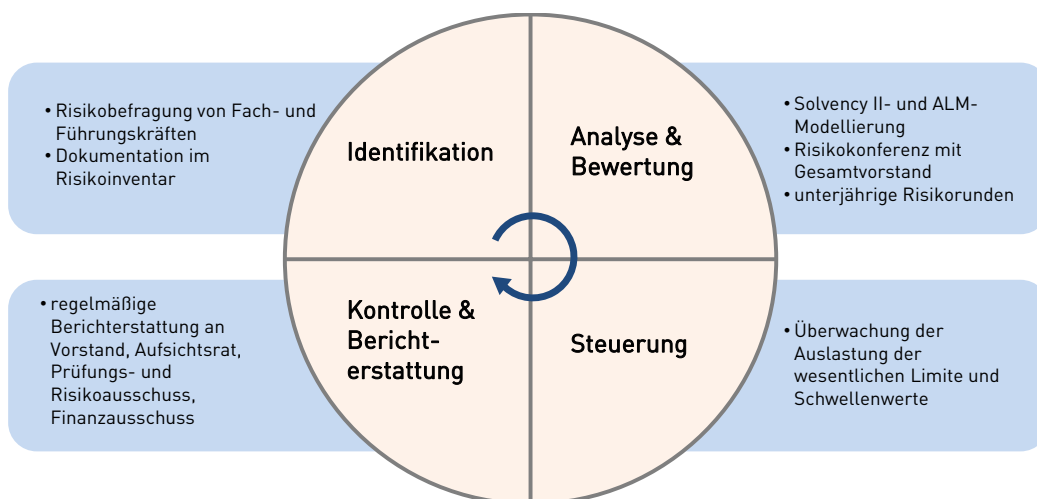 • Risikobefragung von Fach- und
Führungskräften
• Dokumentation im
Risikoinventar
Identifikation
Analyse &
Bewertung
• Solvency II- und ALM-
Modellierung
• Risikokonferenz mit
Gesamtvorstand
• unterjährige Risikorunden
• regelmäßige
Berichterstattung an
Vorstand, Aufsichtsrat,
Prüfungs- und
Risikoausschuss,
Finanzausschuss
Kontrolle &
Bericht-
erstattung
Steuerung
• Überwachung der
Auslastung der
wesentlichen Limite und
Schwellenwerte